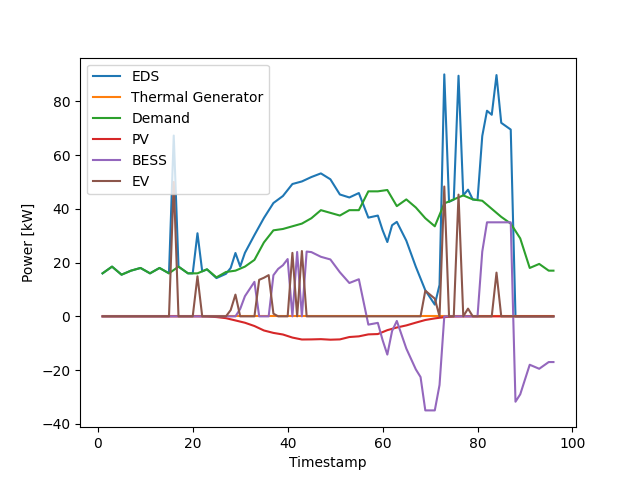 EDS
Thermal Generator
Demand
PV
BESS
EV
Power [kW]
80
60
40
20
0
−20
−40
0 20 40 60 80 100
Timestamp